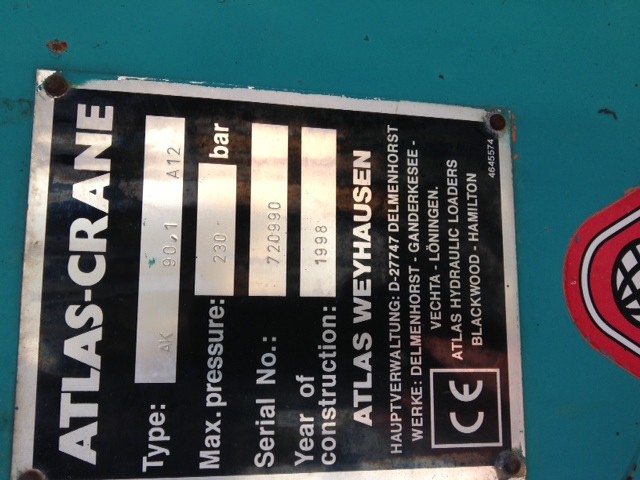 ATLAS-CRANE
Type: AK 90,1 A12
Max. pressure: 230 bar
Serial No.: 720990
Year of
construction: 1998
ATLAS WEYHAUSEN
HAUPTVERWALTUNG: D-27747 DELMENHORST
WERKE: DELMENHORST - GANDERKESEE -
VECHTA - LÖNINGEN.
ATLAS HYDRAULIC LOADERS
BLACKWOOD - HAMILTON
CE
4645574